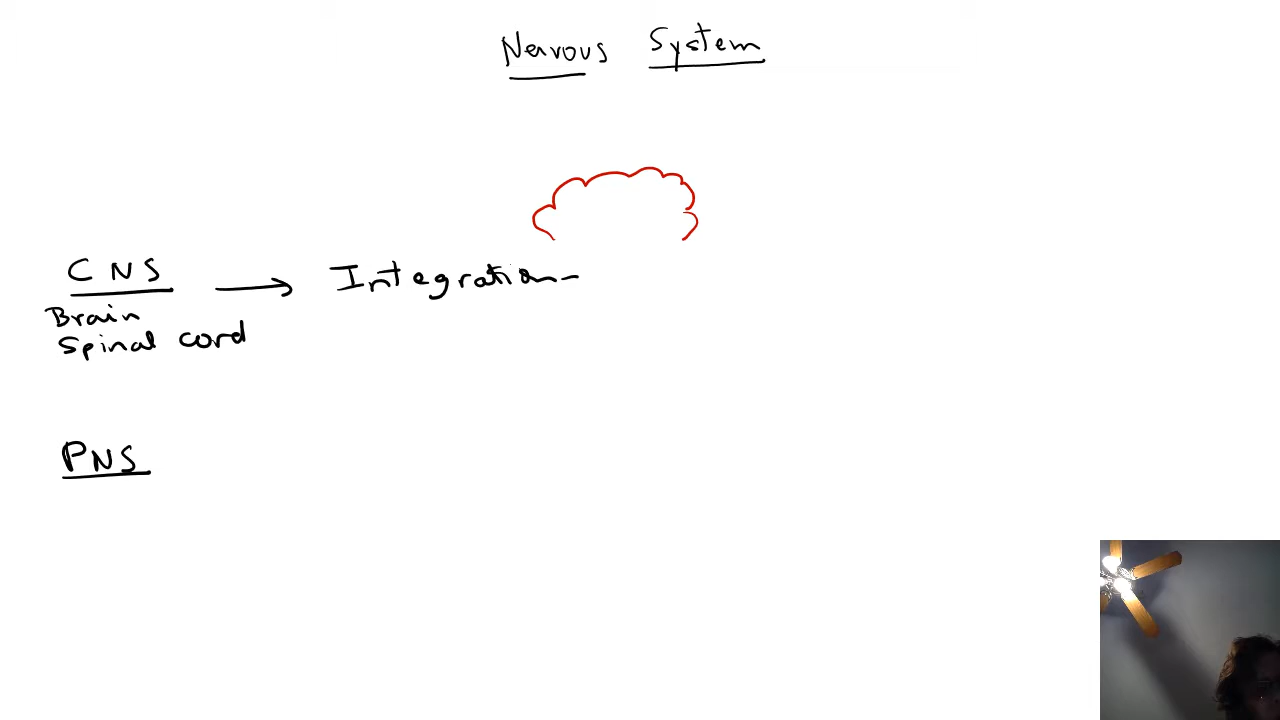 Nervous System
CNS → Integration-
Brain
Spinal cord
PNS